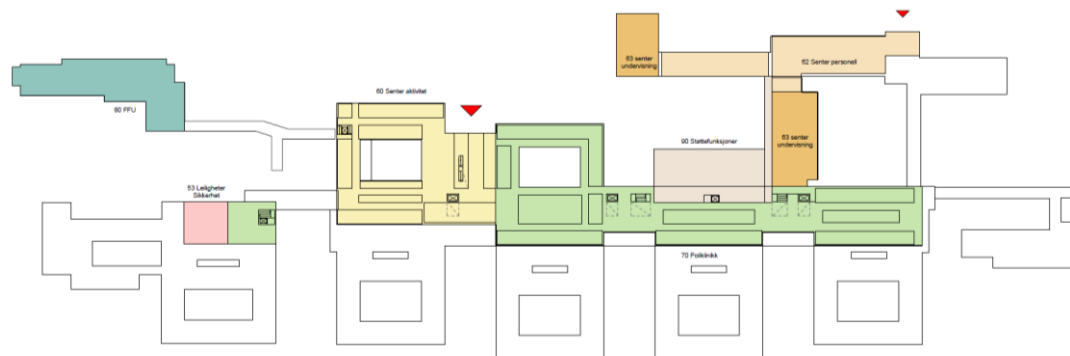 63 senter
undervisning
62 Senter personell
60 Senter aktivitet
80 FFU
63 senter
undervisning
90 Støttefunksjoner
53 Leiligheter
Sikkerhet
70 Poliklinikk